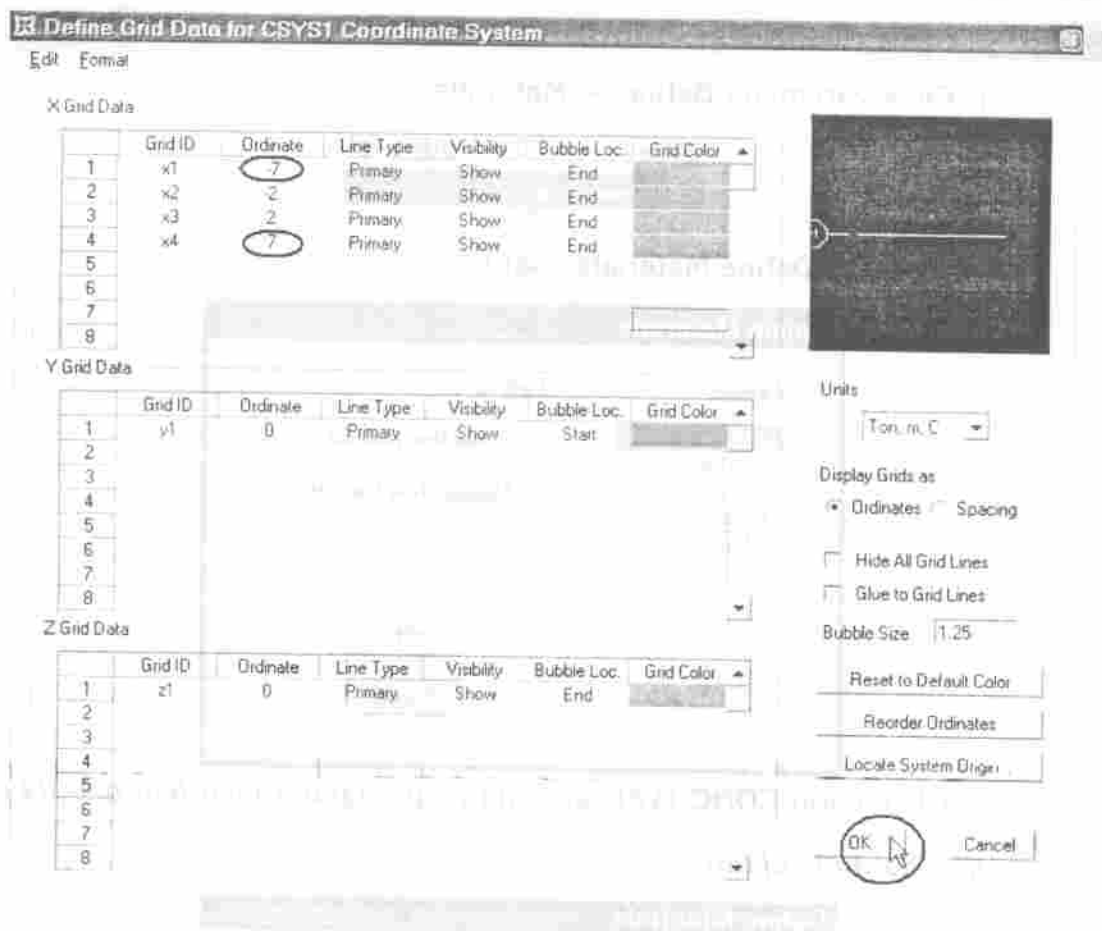 Define Grid Data for CSYS1 Coordinate System
Edit Format
X Grid Data
Grid ID Ordinate Line Type Visibility Bubble Loc. Grid Color
1 x1 -7 Primary Show End
2 x2 -2 Primary Show End
3 x3 2 Primary Show End
4 x4 7 Primary Show End
5
6
7
8
Y Grid Data
Grid ID Ordinate Line Type Visibility Bubble Loc. Grid Color
1 y1 0 Primary Show Start
2
3
4
5
6
7
8
Z Grid Data
Grid ID Ordinate Line Type Visibility Bubble Loc. Grid Color
1 z1 0 Primary Show End
2
3
4
5
6
7
8
Units
Ton, m, C
Display Grids as
Ordinates Spacing
Hide All Grid Lines
Glue to Grid Lines
Bubble Size 1.25
Reset to Default Color
Reorder Ordinates
Locate System Origin...
OK Cancel